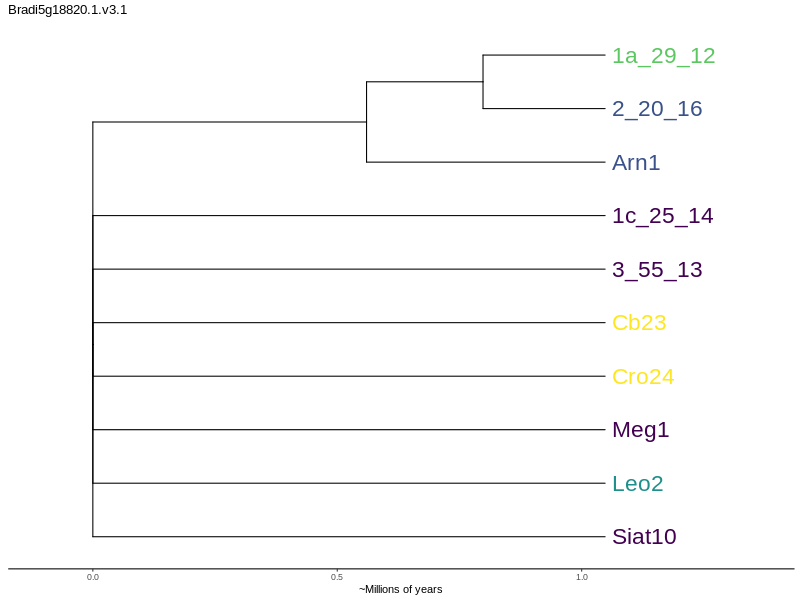 Bradi5g18820.1.v3.1
1a_29_12
2_20_16
Arn1
1c_25_14
3_55_13
Cb23
Cro24
Meg1
Leo2
Siat10
0.0 0.5 1.0
~Millions of years